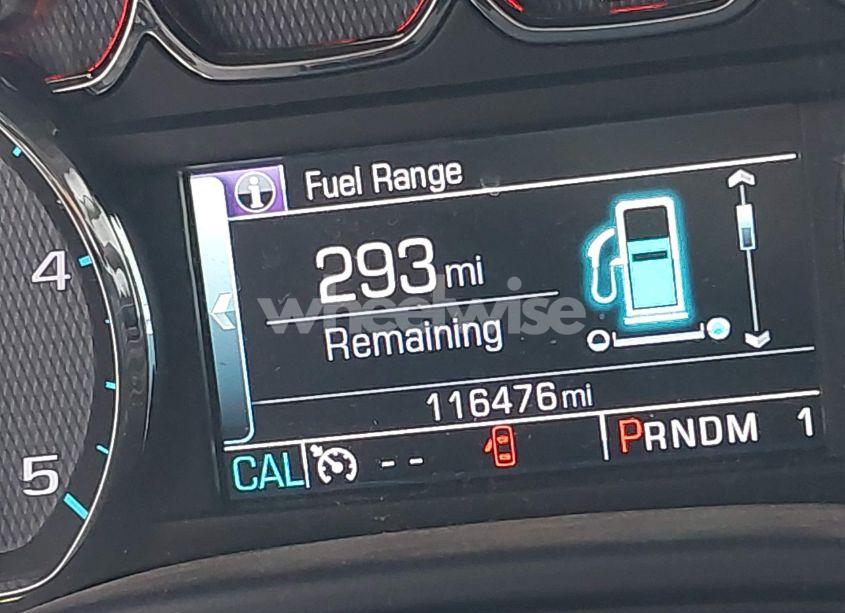 Fuel Range
4
293 mi
wheelwise
Remaining
116476 mi
5
CAL -- PRNDM 1